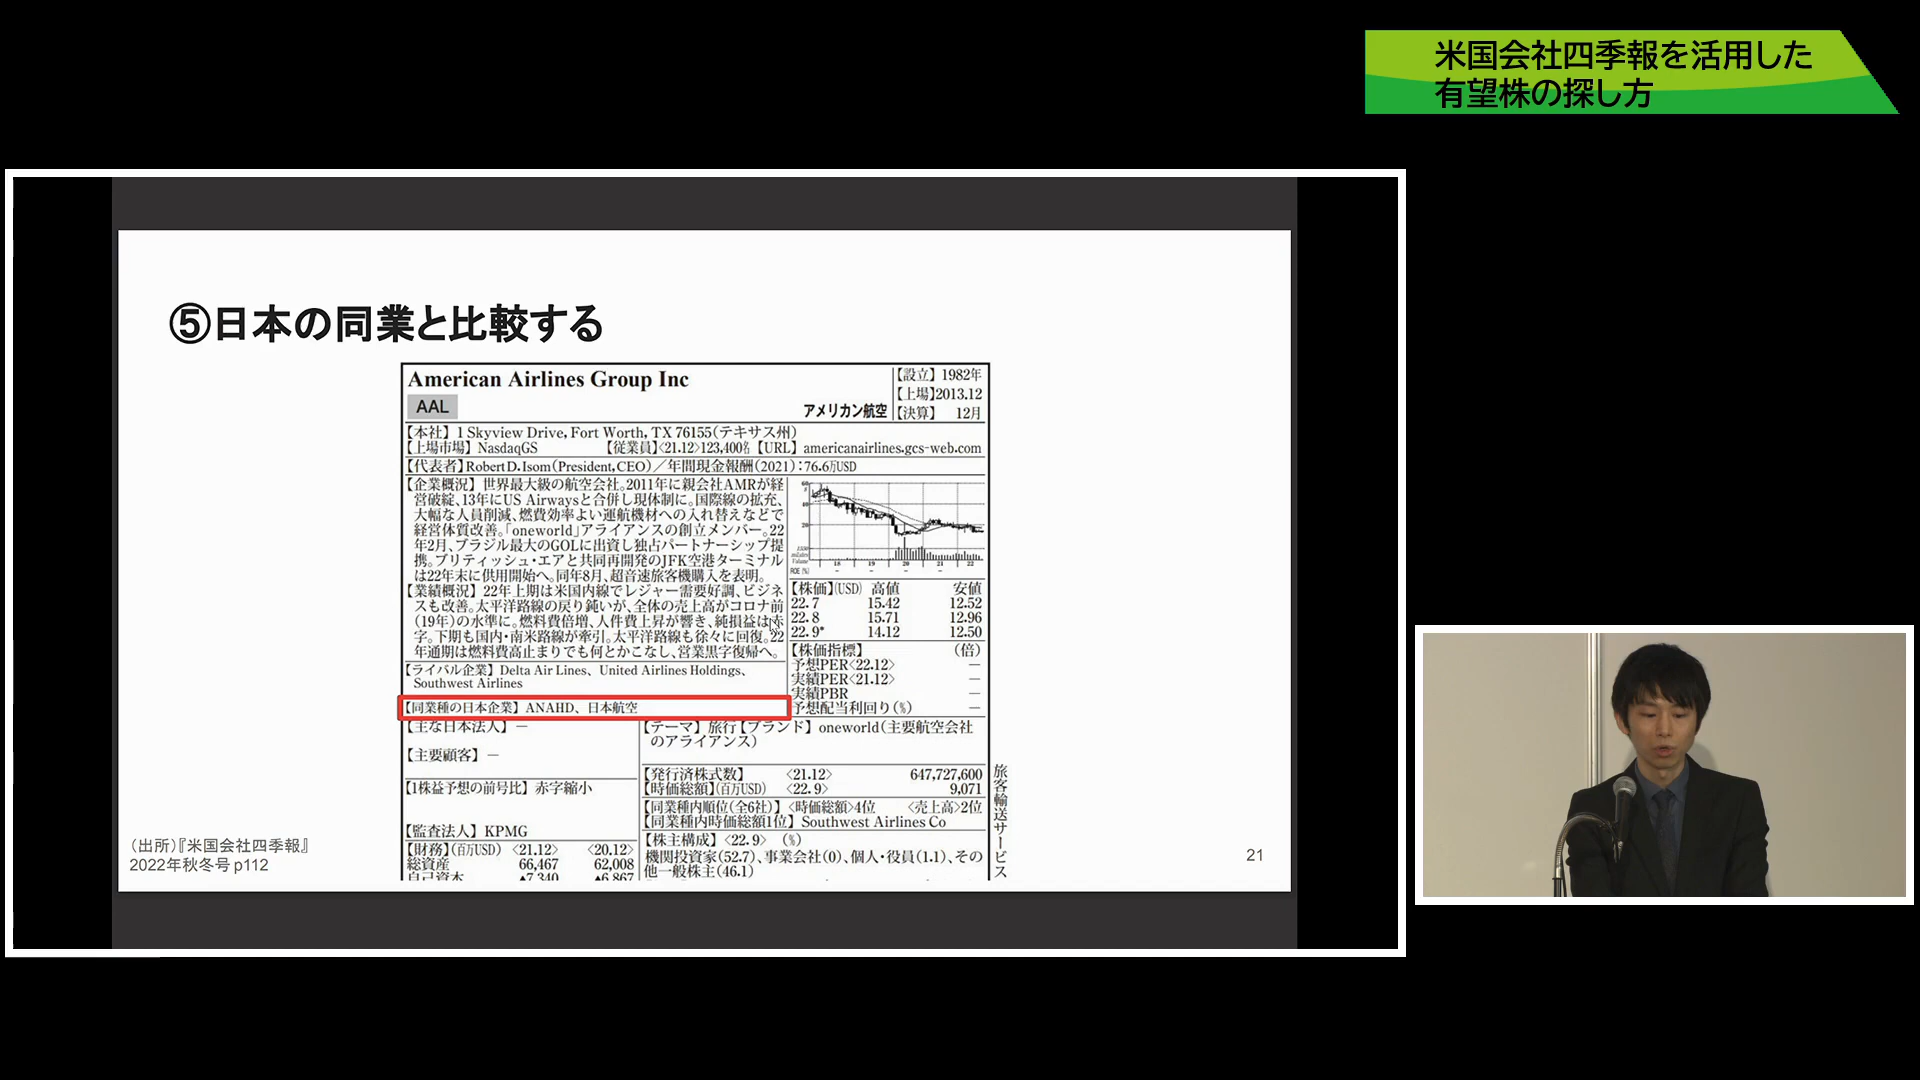 米国会社四季報を活用した
有望株の探し方
⑤日本の同業と比較する
American Airlines Group Inc
AAL
アメリカン航空
【設立】1982年
【上場】2013.12
【決算】 12月
【本社】1 Skyview Drive, Fort Worth, TX 76155(テキサス州)
【上場市場】NasdaqGS 【従業員】<21.12>123,400名【URL】americanairlines.gcs-web.com
【代表者】Robert D. Isom(President,CEO)／年間現金報酬(2021):76.6万USD
【企業概況】世界最大級の航空会社。2011年に親会社AMRが経
営破綻、13年にUS Airwaysと合併し現体制に。国際線の拡充、
大幅な人員削減、燃費効率よい運航機材への入れ替えなどで
経営体質改善。「oneworld」アライアンスの創立メンバー。22
年2月、ブラジル最大のGOLに出資し独占パートナーシップ提
携。ブリティッシュ・エアと共同再開発のJFK空港ターミナル
は22年末に供用開始へ。同年8月、超音速旅客機購入を表明。
【業績概況】22年上期は米国内線でレジャー需要好調、ビジネ
スも改善。太平洋路線の戻り鈍いが、全体の売上高がコロナ前
(19年)の水準に。燃料費倍増、人件費上昇が響き、純損益は赤
字。下期も国内・南米路線が牽引。太平洋路線も徐々に回復。22
年通期は燃料費高止まりでも何とかこなし、営業黒字復帰へ。
【ライバル企業】Delta Air Lines、United Airlines Holdings、
Southwest Airlines
【同業種の日本企業】ANAHD、日本航空
60
40
20
18 19 20 21 22
ROE (%) － － － －
【株価】(USD) 高値 安値
22. 7 15.42 12.52
22. 8 15.71 12.96
22. 9* 14.12 12.50
【株価指標】 (倍)
予想PER<22.12> －
実績PER<21.12> －
実績PBR －
予想配当利回り(%) －
【主な日本法人】－
【主要顧客】－
【1株益予想の前号比】赤字縮小
【監査法人】KPMG
【財務】(百万USD) <21.12> <20.12>
総資産 66,467 62,008
自己資本 ▲7,340 ▲6,867
【テーマ】旅行【ブランド】oneworld(主要航空会社
のアライアンス)
【発行済株式数】 <21.12> 647,727,600
【時価総額】(百万USD) <22.9> 9,071
【同業種内順位(全6社)】<時価総額>4位 <売上高>2位
【同業種内時価総額1位】Southwest Airlines Co
【株主構成】<22.9> (%)
機関投資家(52.7)、事業会社(0)、個人・役員(1.1)、その
他一般株主(46.1)
旅客輸送サービス
(出所)『米国会社四季報』
2022年秋冬号 p112
21